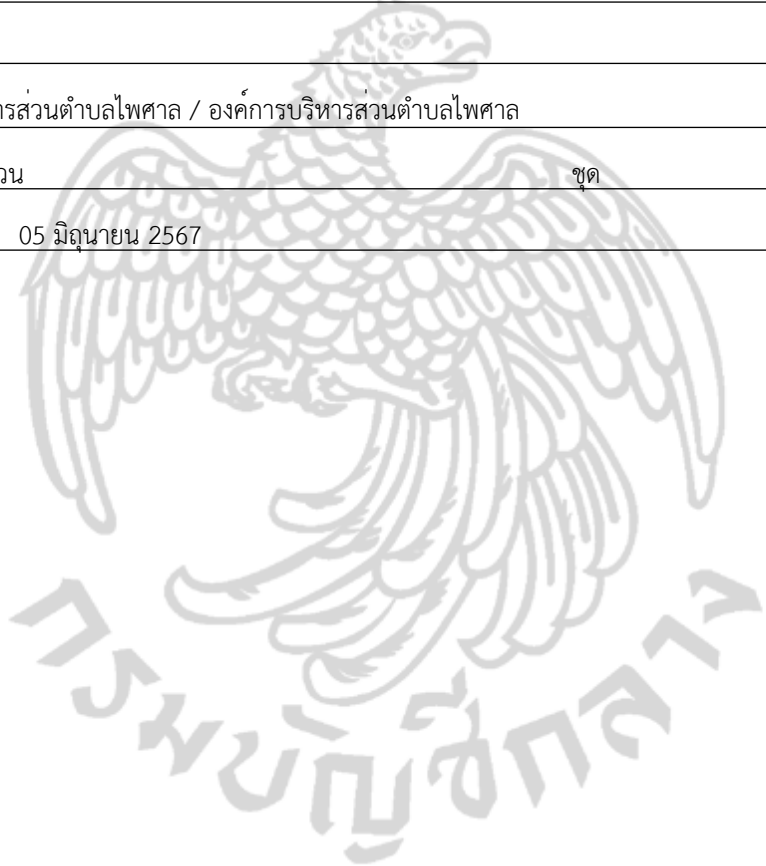 ารส่วนตำบลไพศาล / องค์การบริหารส่วนตำบลไพศาล
วน ชุด
05 มิถุนายน 2567
กรมบัญชีกลาง